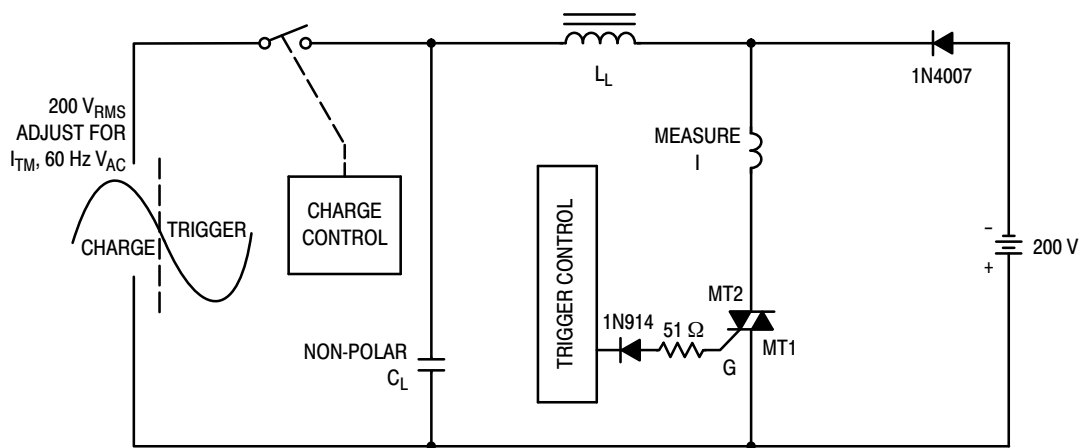 200 V_RMS
ADJUST FOR
I_TM, 60 Hz V_AC
TRIGGER
CHARGE
CHARGE
CONTROL
NON-POLAR
C_L
L_L
1N4007
MEASURE
I
TRIGGER CONTROL
MT2
1N914
51 Ω
MT1
G
-
200 V
+